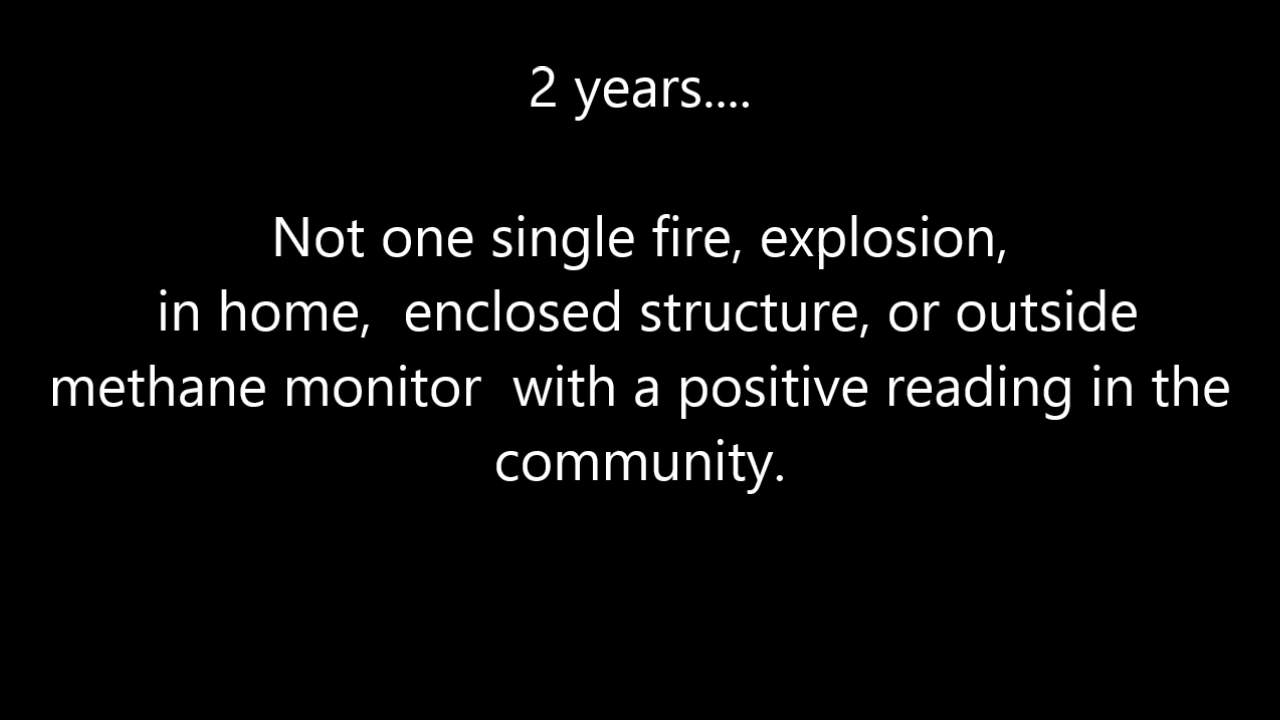 2 years....
Not one single fire, explosion,
in home,  enclosed structure, or outside
methane monitor  with a positive reading in the
community.